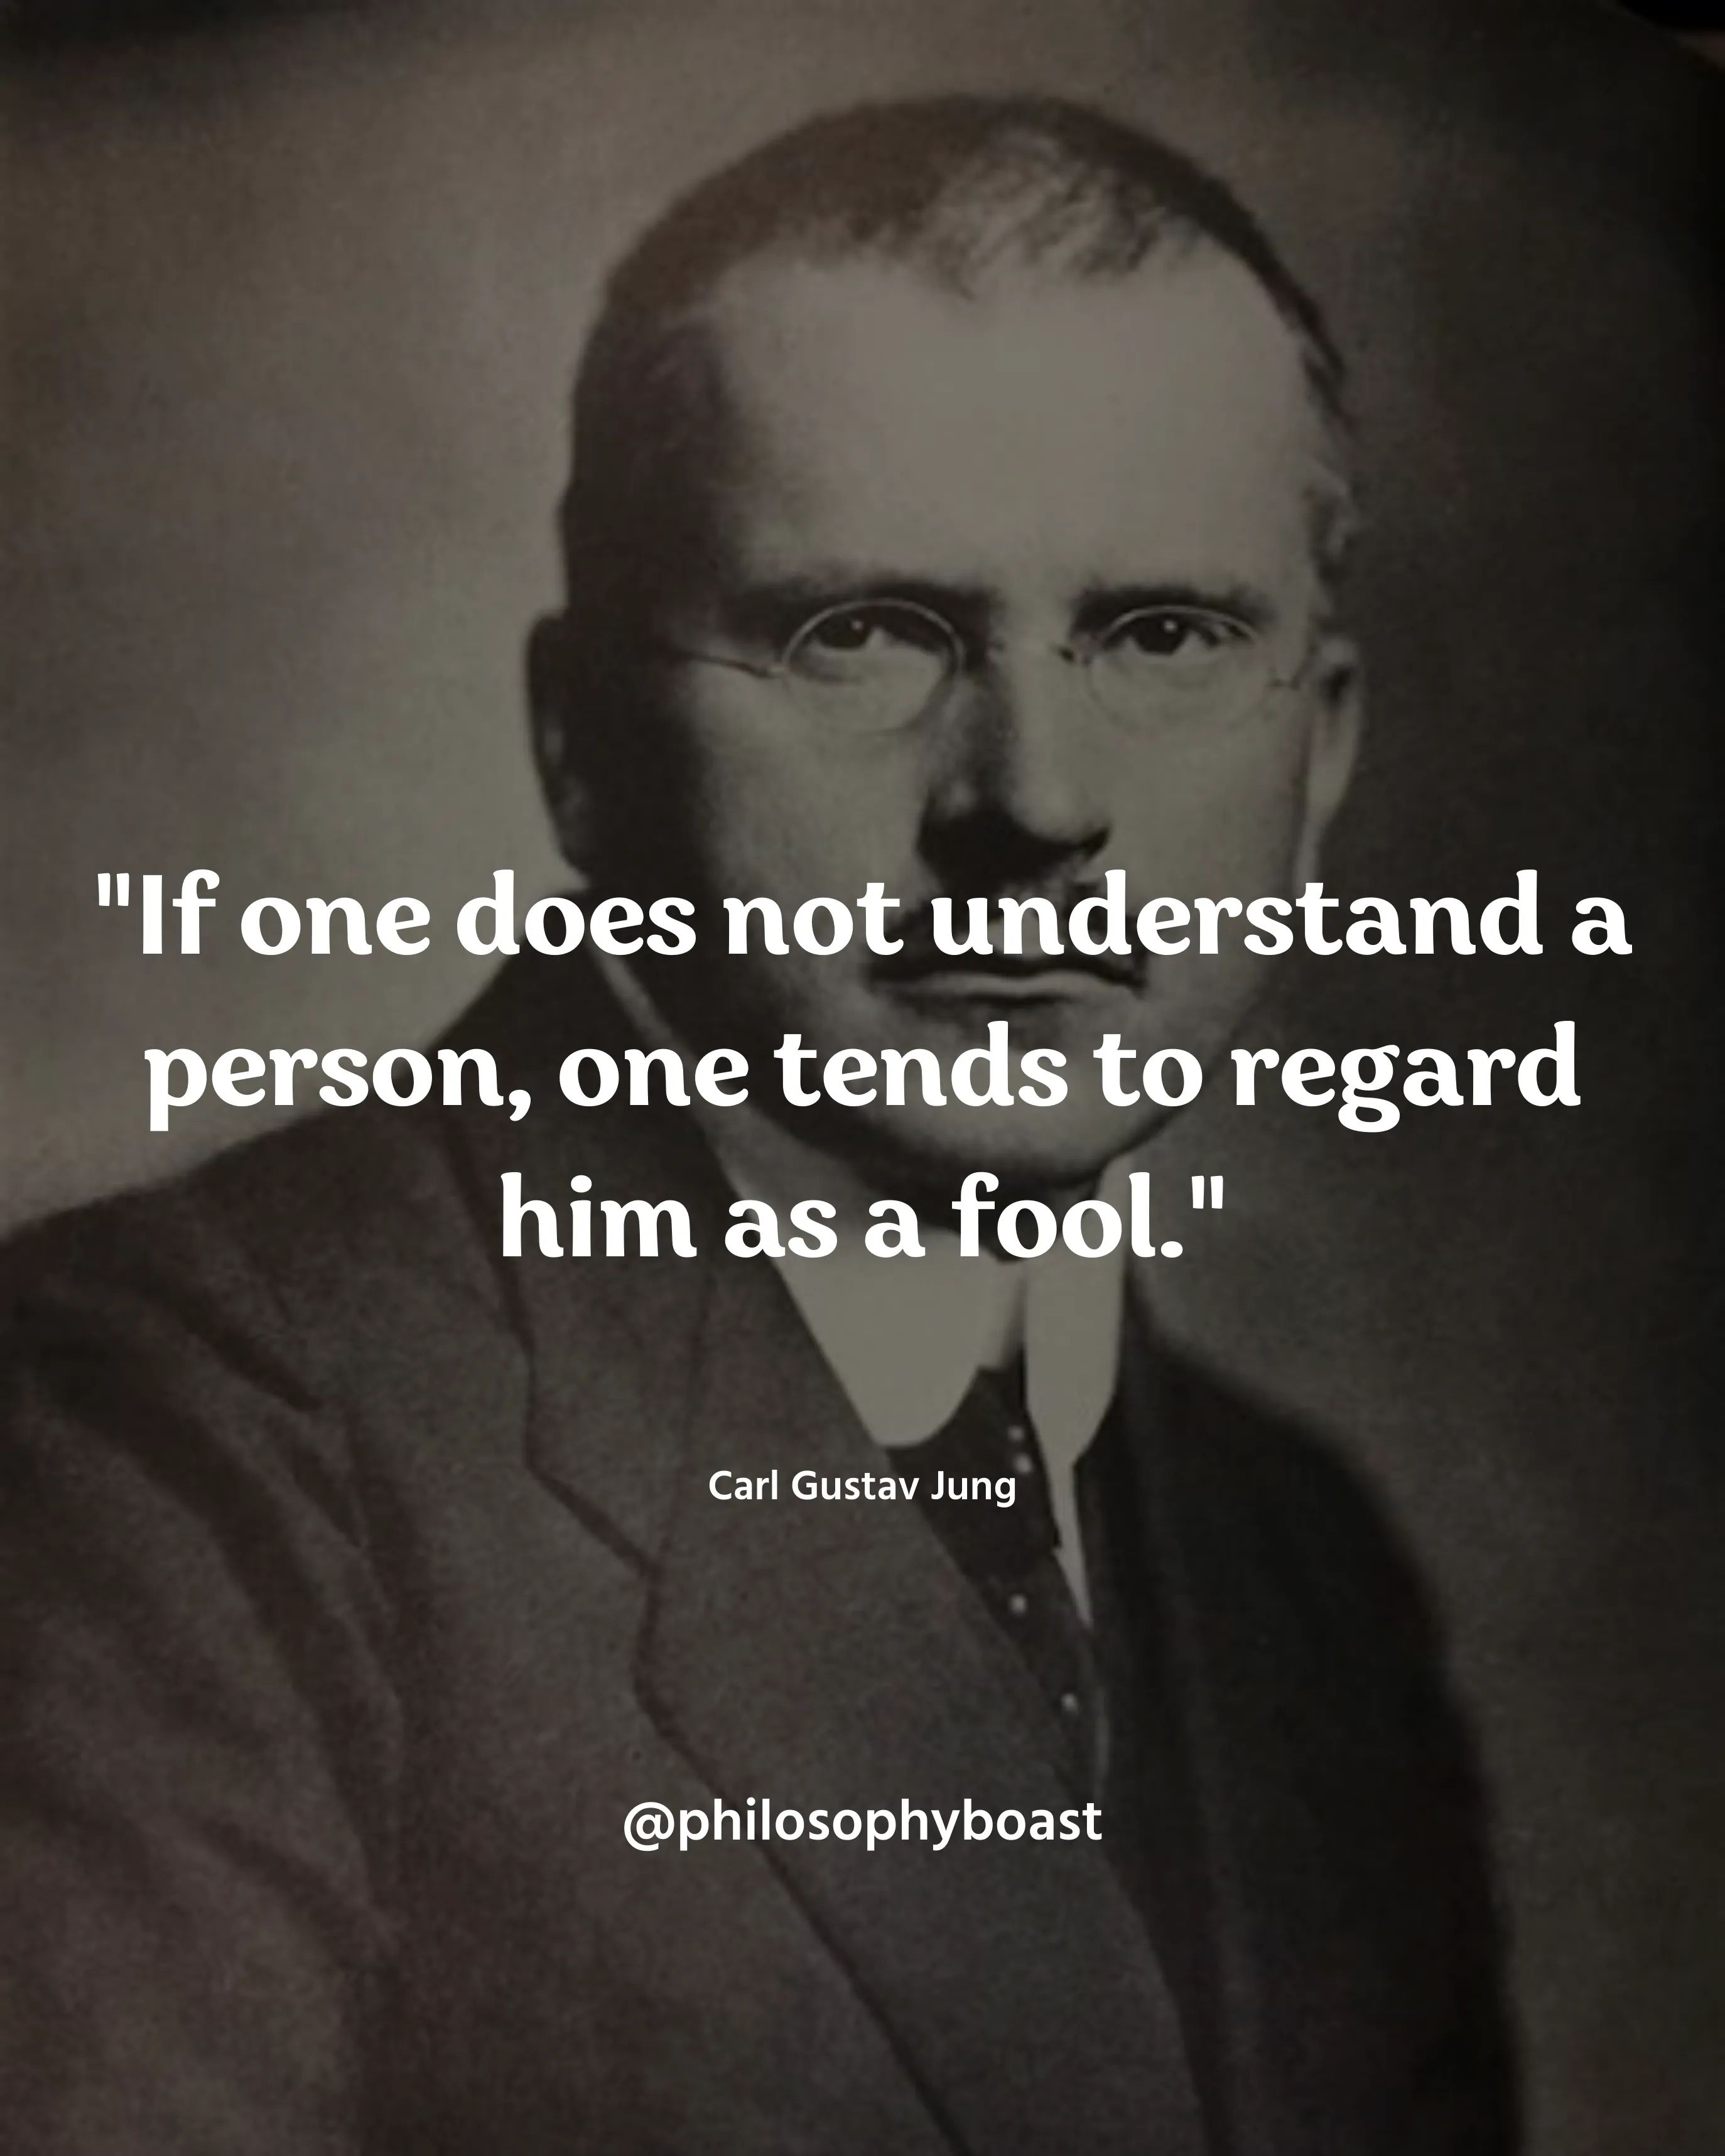 "If one does not understand a
person, one tends to regard
him as a fool."
Carl Gustav Jung
@philosophyboast